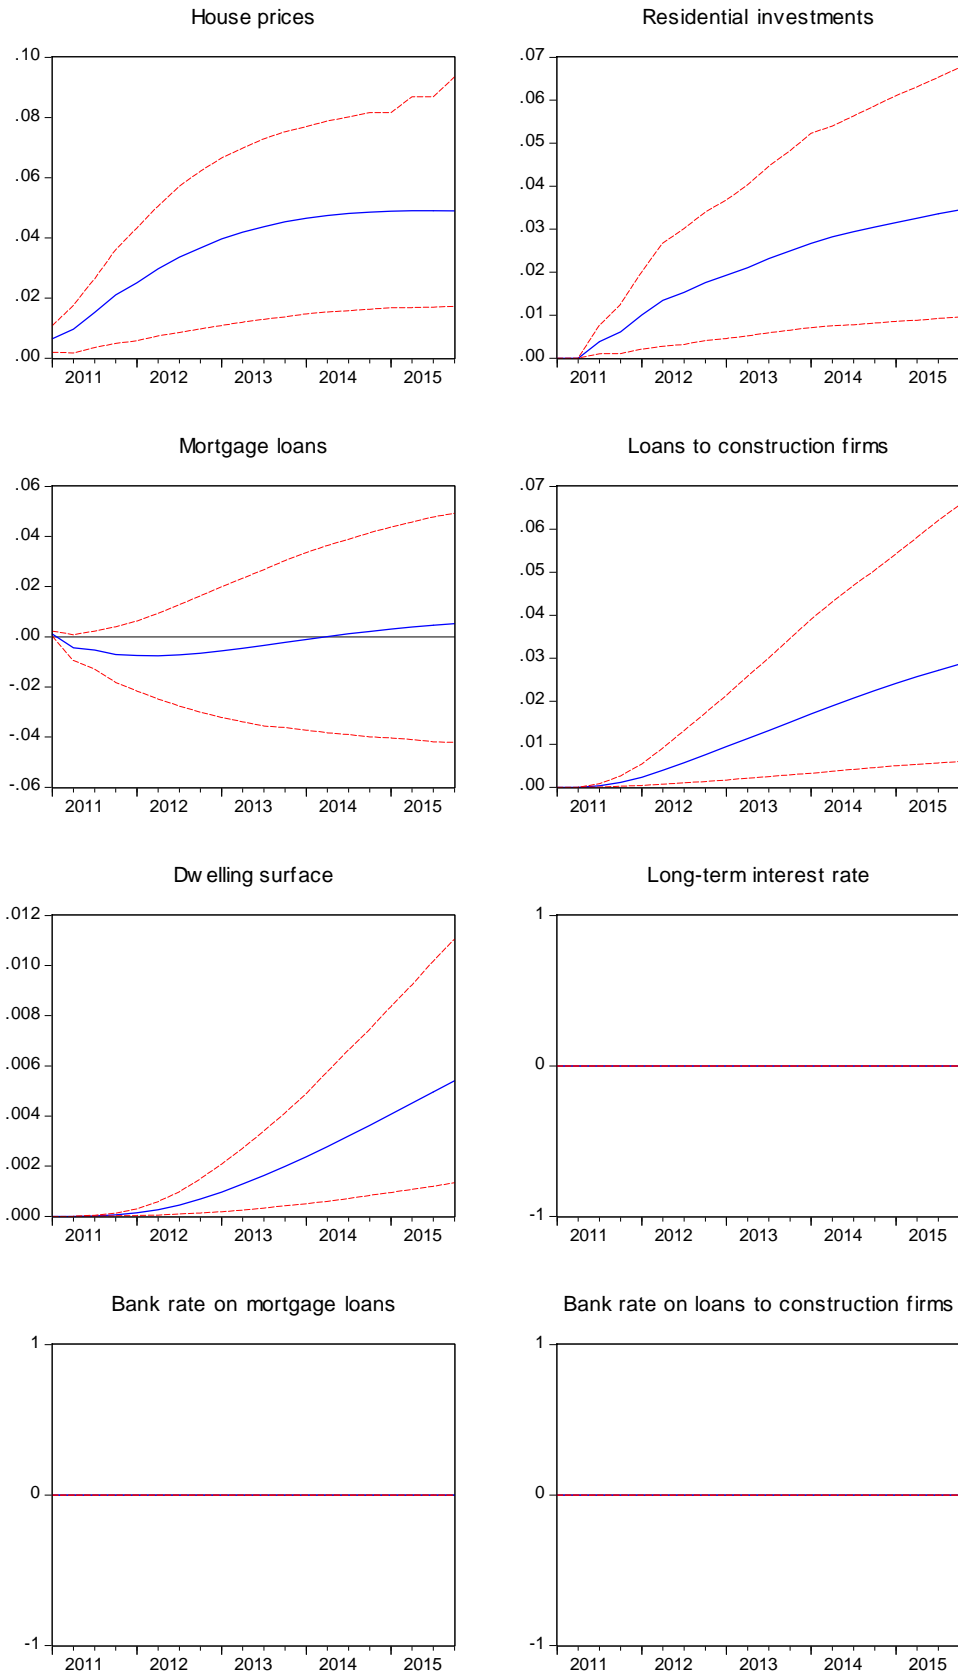 House prices
.10
.08
.06
.04
.02
.00
2011 2012 2013 2014 2015
Residential investments
.07
.06
.05
.04
.03
.02
.01
.00
2011 2012 2013 2014 2015
Mortgage loans
.06
.04
.02
.00
-.02
-.04
-.06
2011 2012 2013 2014 2015
Loans to construction firms
.07
.06
.05
.04
.03
.02
.01
.00
2011 2012 2013 2014 2015
Dwelling surface
.012
.010
.008
.006
.004
.002
.000
2011 2012 2013 2014 2015
Long-term interest rate
1
0
-1
2011 2012 2013 2014 2015
Bank rate on mortgage loans
1
0
-1
2011 2012 2013 2014 2015
Bank rate on loans to construction firms
1
0
-1
2011 2012 2013 2014 2015